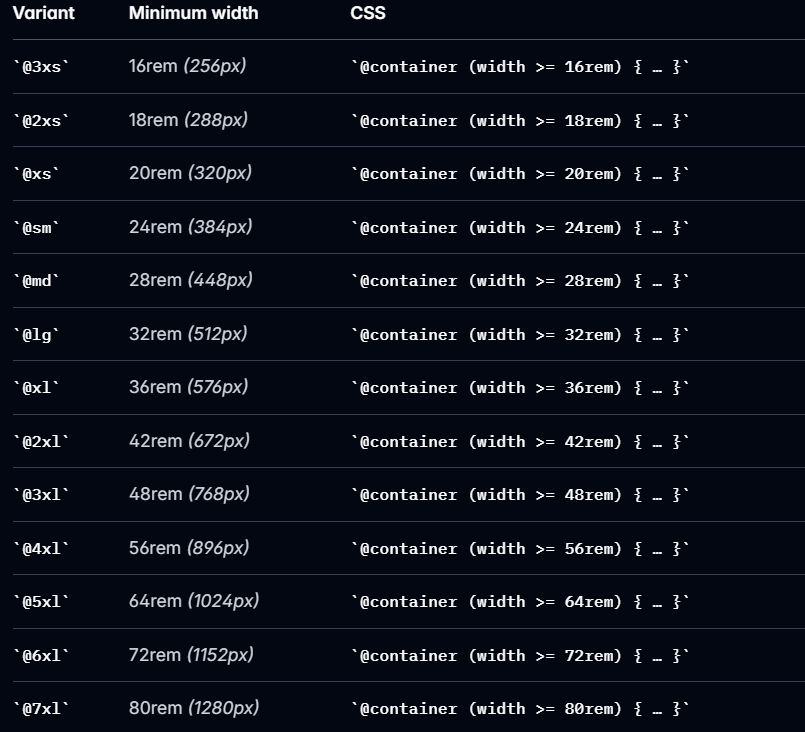 Variant Minimum width CSS
`@3xs` 16rem (256px) `@container (width >= 16rem) { … }`
`@2xs` 18rem (288px) `@container (width >= 18rem) { … }`
`@xs` 20rem (320px) `@container (width >= 20rem) { … }`
`@sm` 24rem (384px) `@container (width >= 24rem) { … }`
`@md` 28rem (448px) `@container (width >= 28rem) { … }`
`@lg` 32rem (512px) `@container (width >= 32rem) { … }`
`@xl` 36rem (576px) `@container (width >= 36rem) { … }`
`@2xl` 42rem (672px) `@container (width >= 42rem) { … }`
`@3xl` 48rem (768px) `@container (width >= 48rem) { … }`
`@4xl` 56rem (896px) `@container (width >= 56rem) { … }`
`@5xl` 64rem (1024px) `@container (width >= 64rem) { … }`
`@6xl` 72rem (1152px) `@container (width >= 72rem) { … }`
`@7xl` 80rem (1280px) `@container (width >= 80rem) { … }`